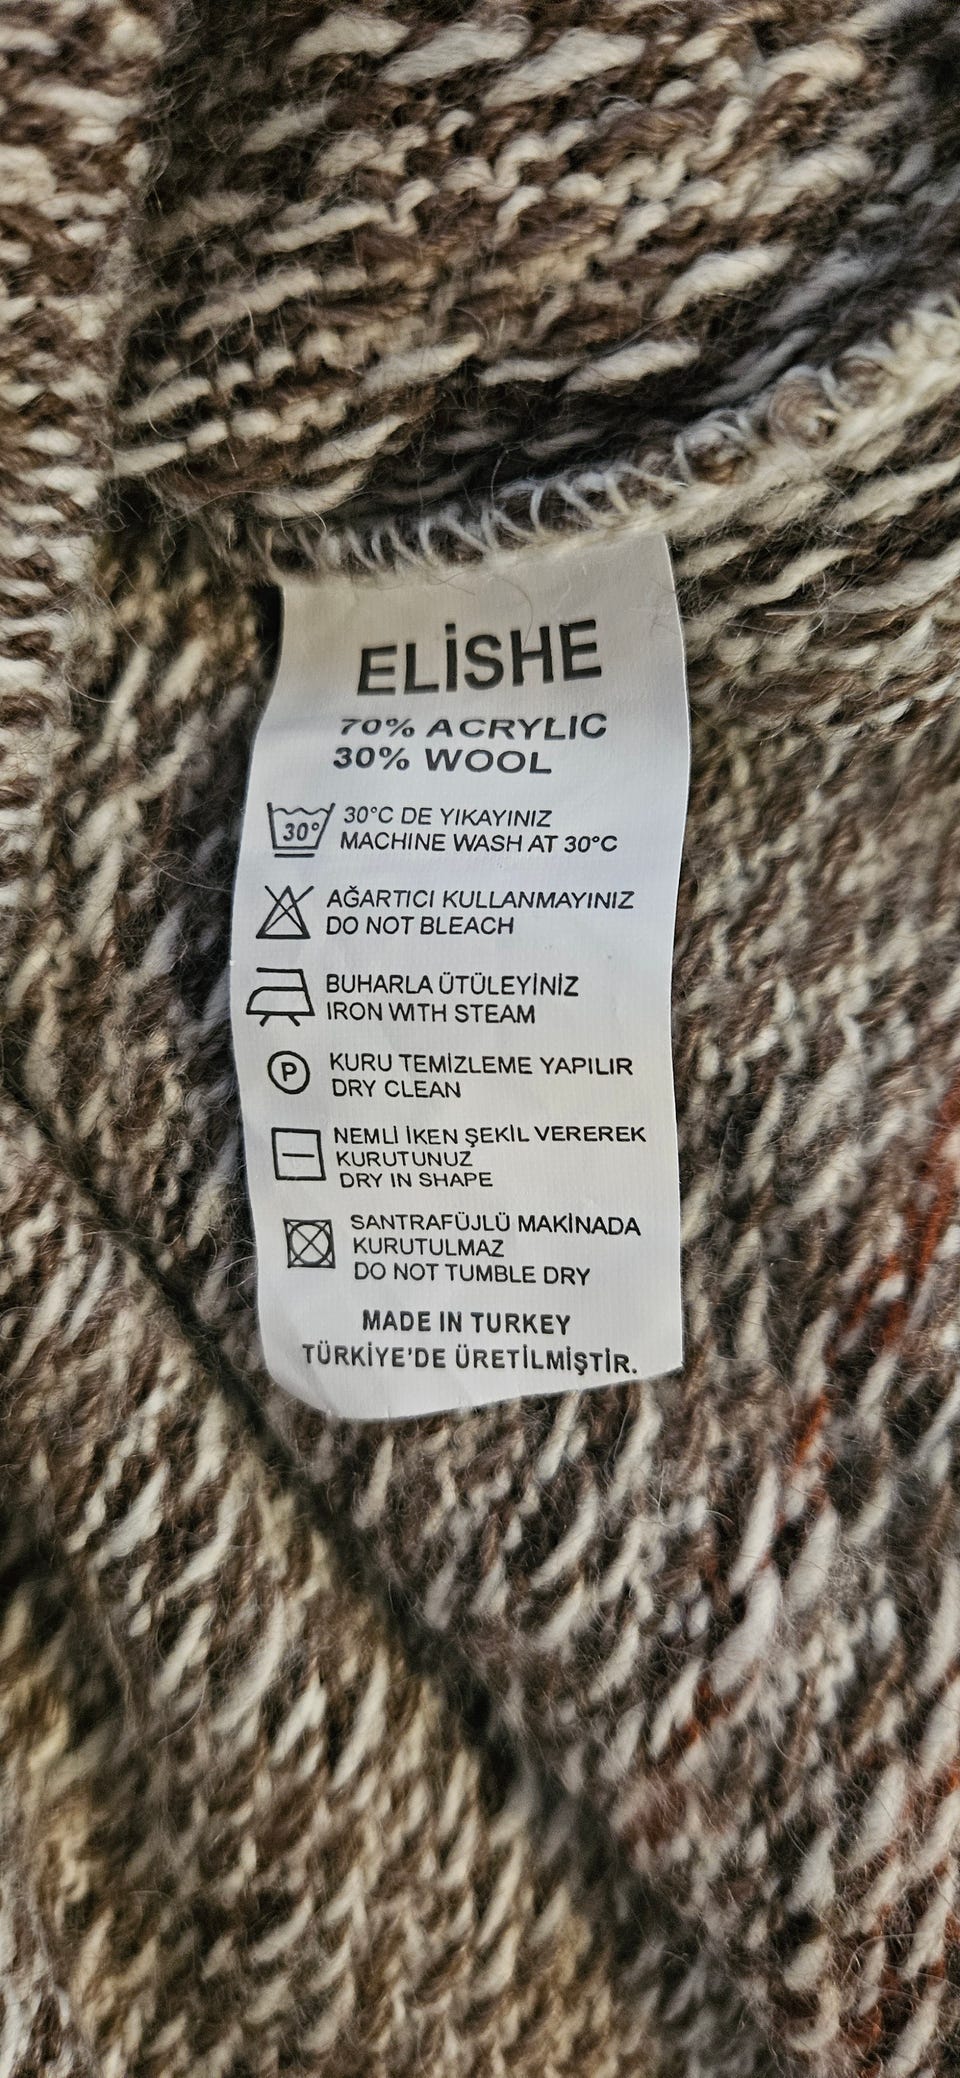 ELİSHE
70% ACRYLIC
30% WOOL
30° 30°C DE YIKAYINIZ
MACHINE WASH AT 30°C
AĞARTICI KULLANMAYINIZ
DO NOT BLEACH
BUHARLA ÜTÜLEYİNİZ
IRON WITH STEAM
P KURU TEMİZLEME YAPILIR
DRY CLEAN
NEMLİ İKEN ŞEKİL VEREREK
KURUTUNUZ
DRY IN SHAPE
SANTRAFÜJLÜ MAKİNADA
KURUTULMAZ
DO NOT TUMBLE DRY
MADE IN TURKEY
TÜRKİYE'DE ÜRETİLMİŞTİR.